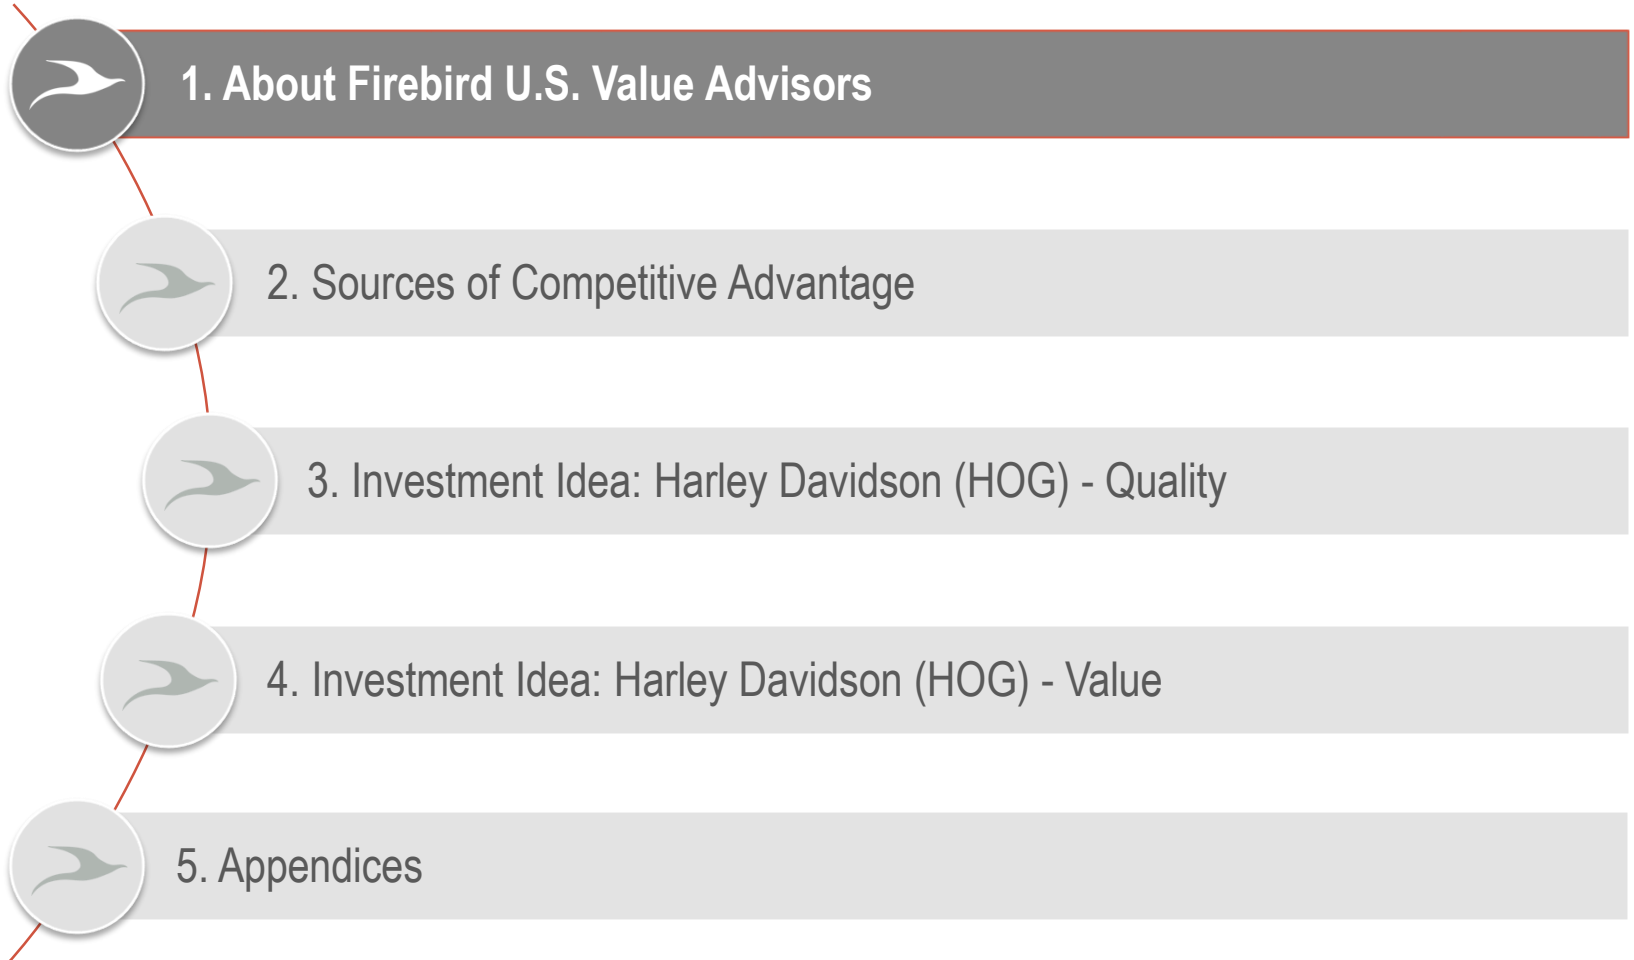 1. About Firebird U.S. Value Advisors
2. Sources of Competitive Advantage
3. Investment Idea: Harley Davidson (HOG) - Quality
4. Investment Idea: Harley Davidson (HOG) - Value
5. Appendices